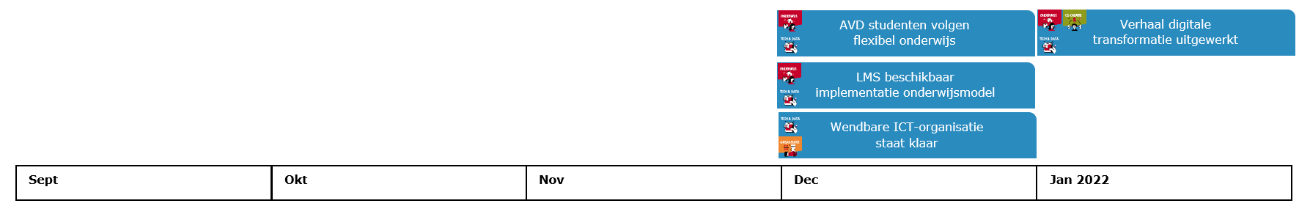 AVD studenten volgen
flexibel onderwijs
Verhaal digitale
transformatie uitgewerkt
LMS beschikbaar
implementatie onderwijsmodel
Wendbare ICT-organisatie
staat klaar
Sept
Okt
Nov
Dec
Jan 2022